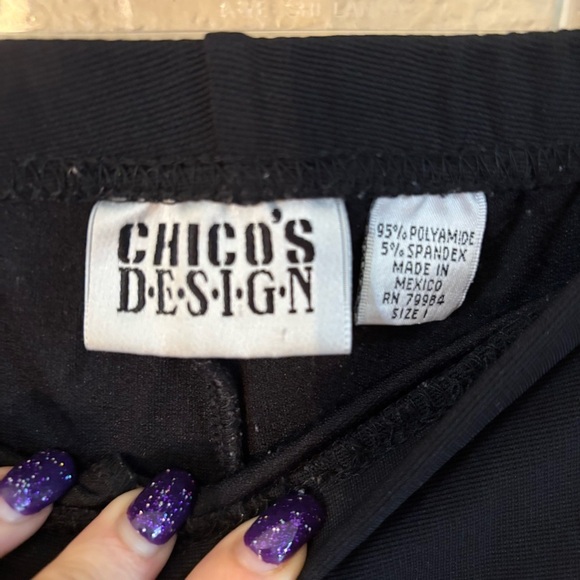 CHICO'S
D·E·S·I·G·N
95% POLYAMIDE
5% SPANDEX
MADE IN
MEXICO
RN 79984
SIZE 1